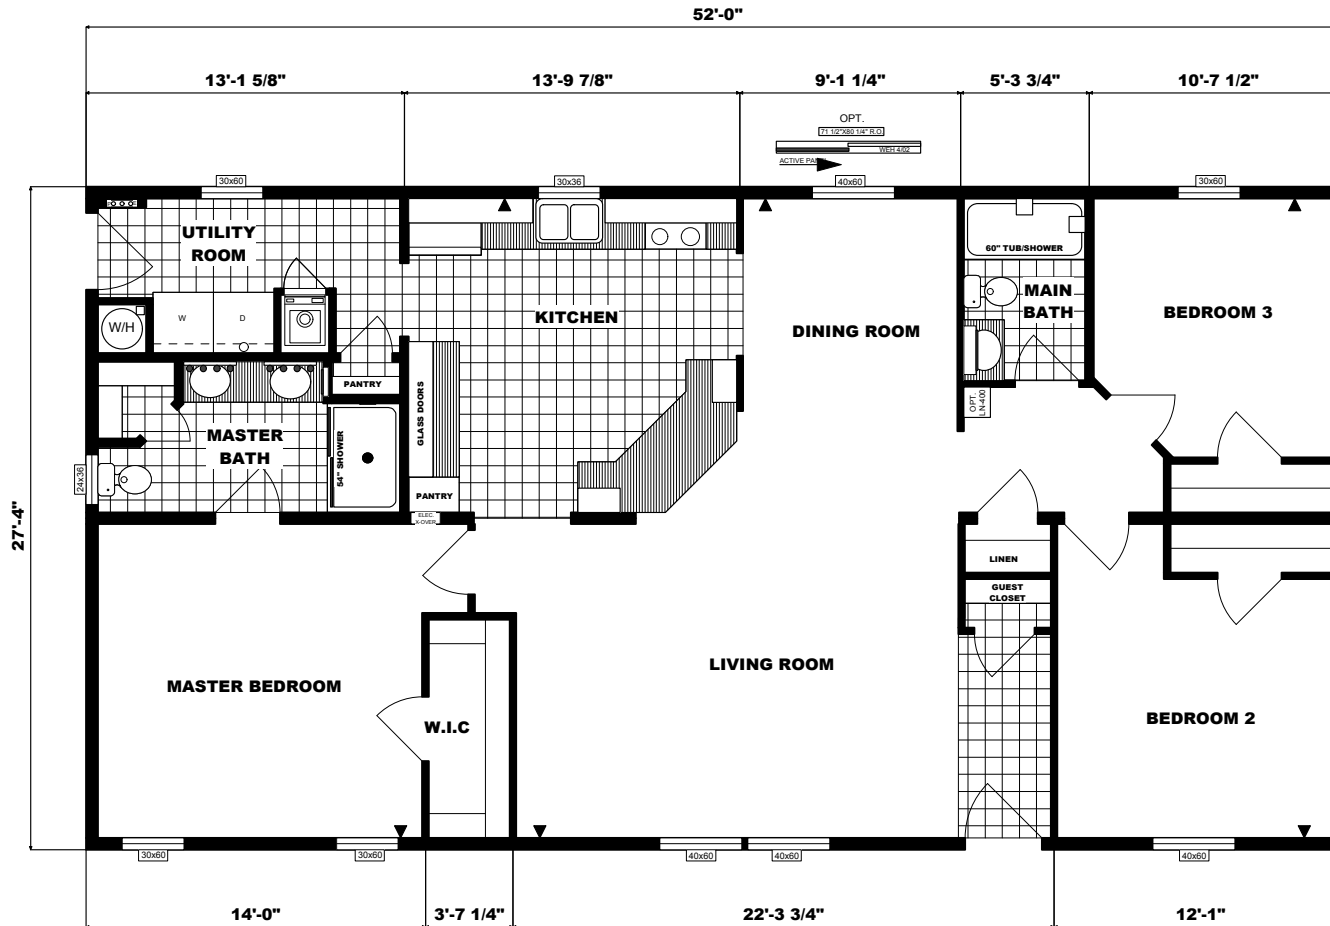 52'-0"
13'-1 5/8"
13'-9 7/8"
9'-1 1/4"
5'-3 3/4"
10'-7 1/2"
OPT.
71 1/2"X80 1/4" R.O.
WEH 4/02
ACTIVE PANEL
30x60
30x36
40x60
30x60
UTILITY
ROOM
60" TUB/SHOWER
MAIN
BATH
KITCHEN
DINING ROOM
BEDROOM 3
W/H
W
D
PANTRY
GLASS DOORS
OPT.
LN-400
MASTER
BATH
54" SHOWER
24x36
PANTRY
ELEC.
X-OVER
27'-4"
LINEN
GUEST
CLOSET
LIVING ROOM
MASTER BEDROOM
W.I.C
BEDROOM 2
30x60
30x60
40x60
40x60
40x60
14'-0"
3'-7 1/4"
22'-3 3/4"
12'-1"